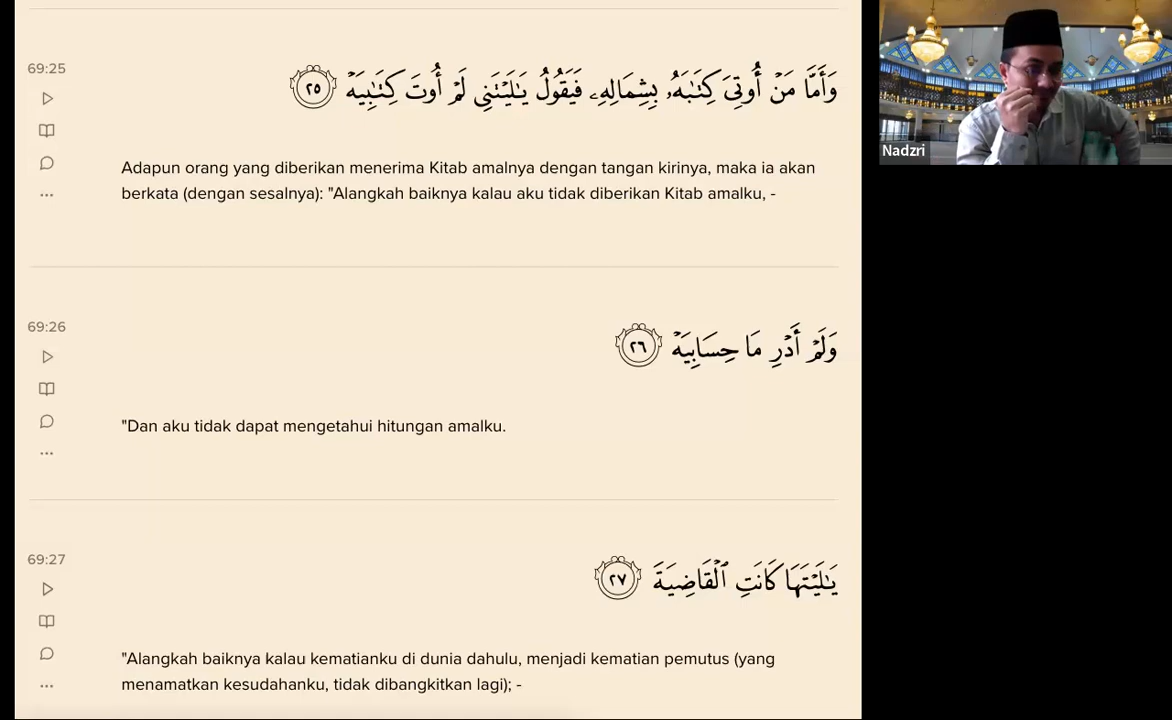 69:25
وَأَمَّا مَنْ أُوتِىَ كِتَـٰبَهُۥ بِشِمَالِهِۦ فَيَقُولُ يَـٰلَيْتَنِى لَمْ أُوتَ كِتَـٰبِيَهْ ٢٥
Adapun orang yang diberikan menerima Kitab amalnya dengan tangan kirinya, maka ia akan
berkata (dengan sesalnya): "Alangkah baiknya kalau aku tidak diberikan Kitab amalku, -
69:26
وَلَمْ أَدْرِ مَا حِسَابِيَهْ ٢٦
"Dan aku tidak dapat mengetahui hitungan amalku.
69:27
يَـٰلَيْتَهَا كَانَتِ ٱلْقَاضِيَةَ ٢٧
"Alangkah baiknya kalau kematianku di dunia dahulu, menjadi kematian pemutus (yang
menamatkan kesudahanku, tidak dibangkitkan lagi); -
Nadzri